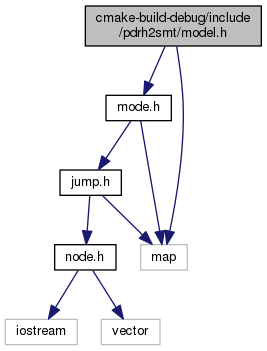 cmake-build-debug/include
/pdrh2smt/model.h
mode.h
jump.h
node.h
map
iostream
vector